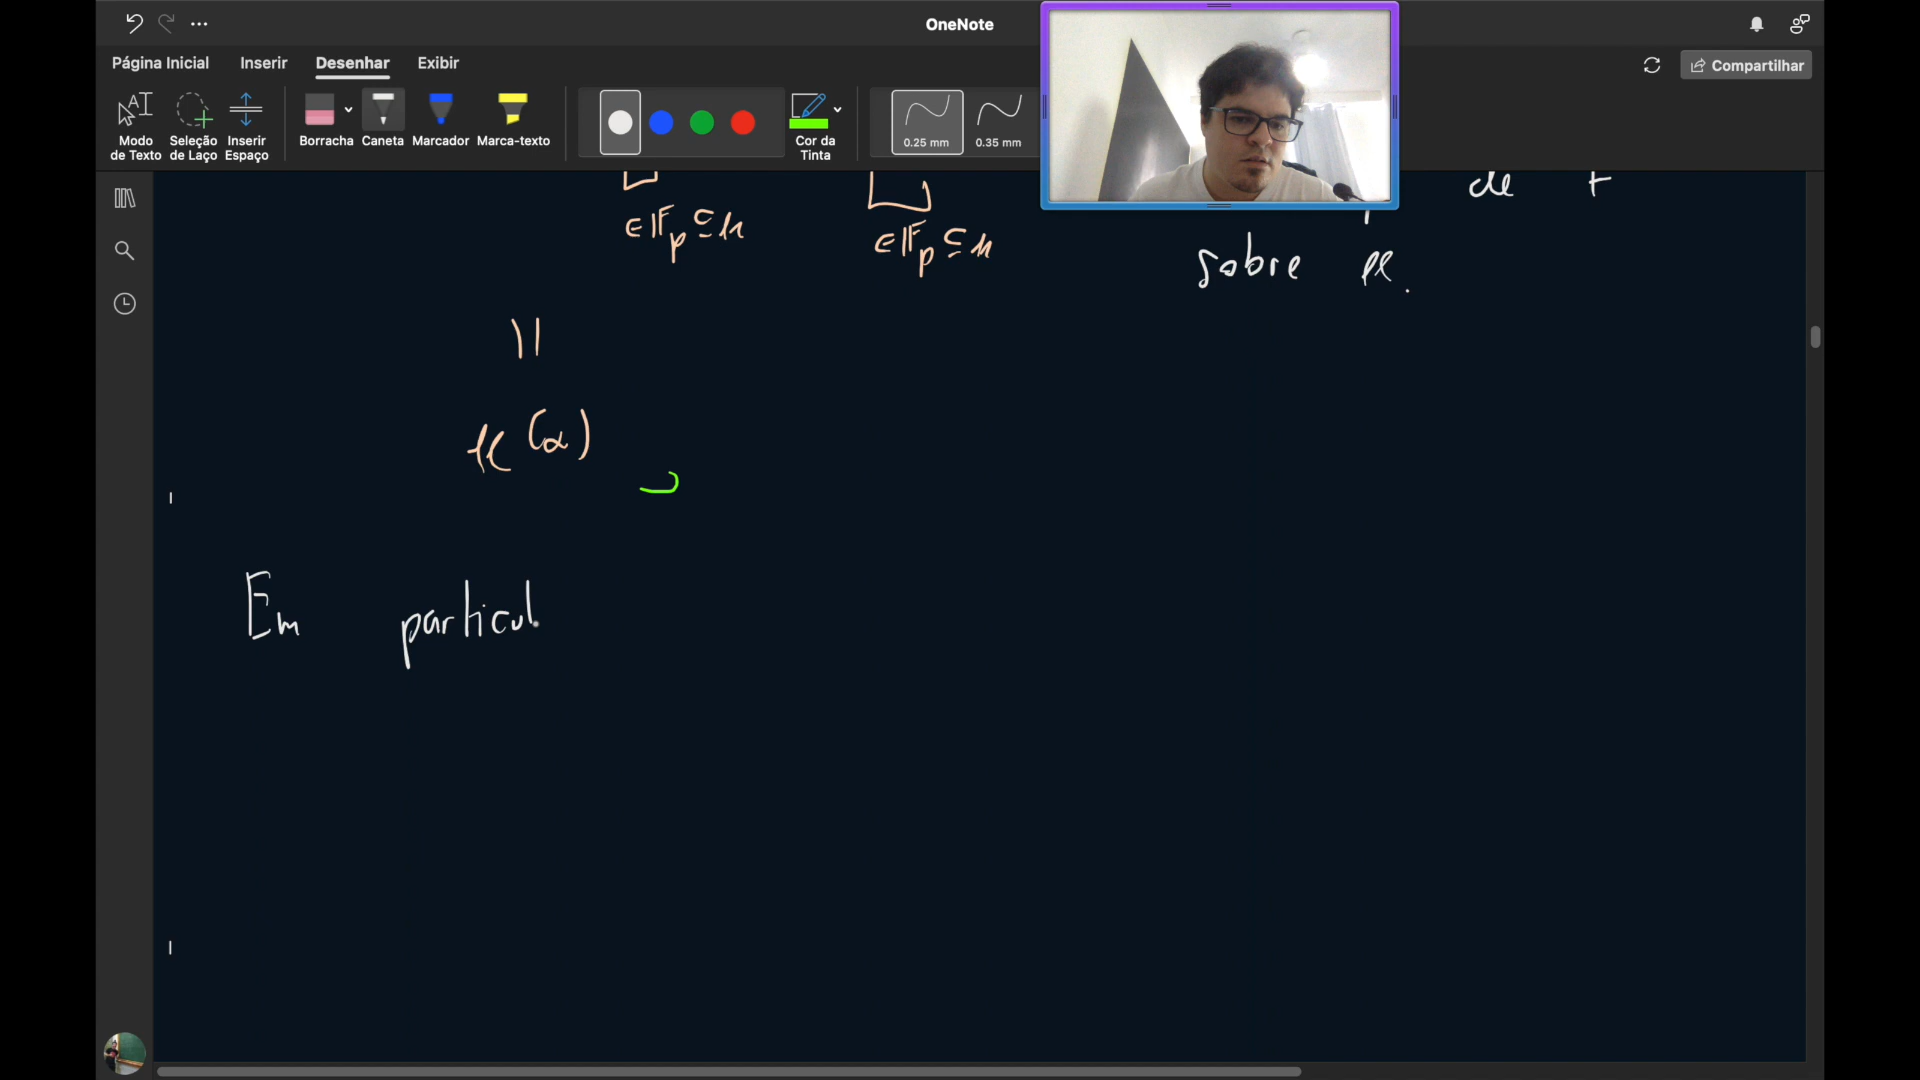 OneNote
Página Inicial Inserir Desenhar Exibir
Compartilhar
Modo de Texto
Seleção de Laço
Inserir Espaço
Borracha
Caneta
Marcador
Marca-texto
Cor da Tinta
0.25 mm
0.35 mm
de
∈ 𝔽p ⊆ k
∈ 𝔽p ⊆ k
sobre k.
||
k(α)
Em particul